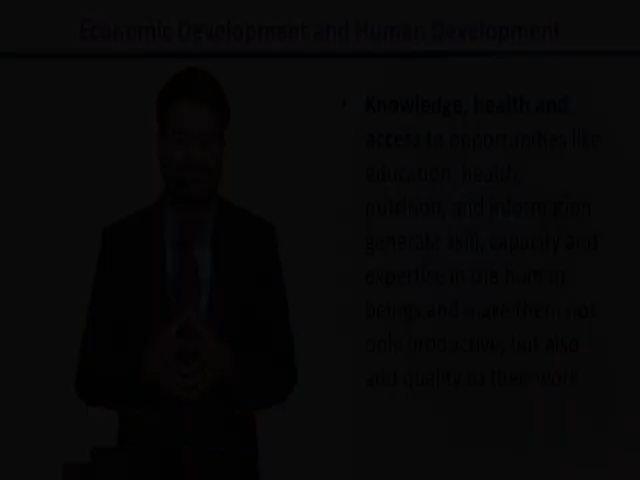 Economic Development and Human Development
• Knowledge, health and
access to opportunities like
education, health,
nutrition, and information
generate skill, capacity and
expertise in the human
beings and make them not
only productive, but also
add quality to their work